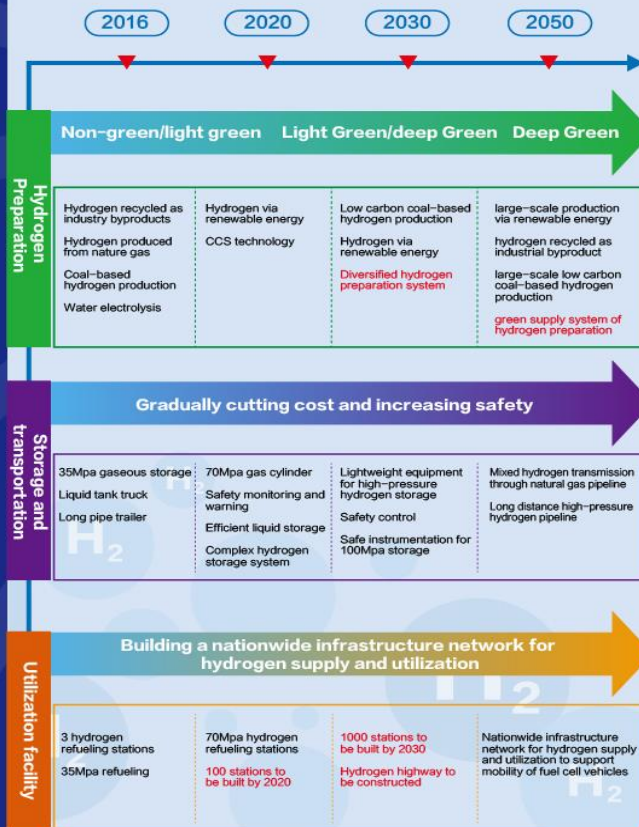 2016
2020
2030
2050
Hydrogen
Preparation
Non-green/light green
Light Green/deep Green
Deep Green
Hydrogen recycled as
industry byproducts
Hydrogen produced
from nature gas
Coal-based
hydrogen production
Water electrolysis
Hydrogen via
renewable energy
CCS technology
Low carbon coal-based
hydrogen production
Hydrogen via
renewable energy
Diversified hydrogen
preparation system
large-scale production
via renewable energy
hydrogen recycled as
industrial byproduct
large-scale low carbon
coal-based hydrogen
production
green supply system of
hydrogen preparation
Storage and
transportation
Gradually cutting cost and increasing safety
35Mpa gaseous storage
Liquid tank truck
Long pipe trailer
70Mpa gas cylinder
Safety monitoring and
warning
Efficient liquid storage
Complex hydrogen
storage system
Lightweight equipment
for high-pressure
hydrogen storage
Safety control
Safe instrumentation for
100Mpa storage
Mixed hydrogen transmission
through natural gas pipeline
Long distance high-pressure
hydrogen pipeline
H₂
H₂
Utilization facility
Building a nationwide infrastructure network for
hydrogen supply and utilization
H₂
3 hydrogen
refueling stations
35Mpa refueling
70Mpa hydrogen
refueling stations
100 stations to
be built by 2020
1000 stations to
be built by 2030
Hydrogen highway to
be constructed
Nationwide infrastructure
network for hydrogen supply
and utilization to support
mobility of fuel cell vehicles
H₂